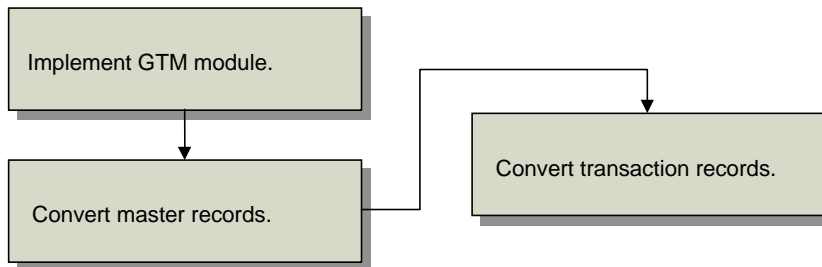 Implement GTM module.
Convert master records.
Convert transaction records.